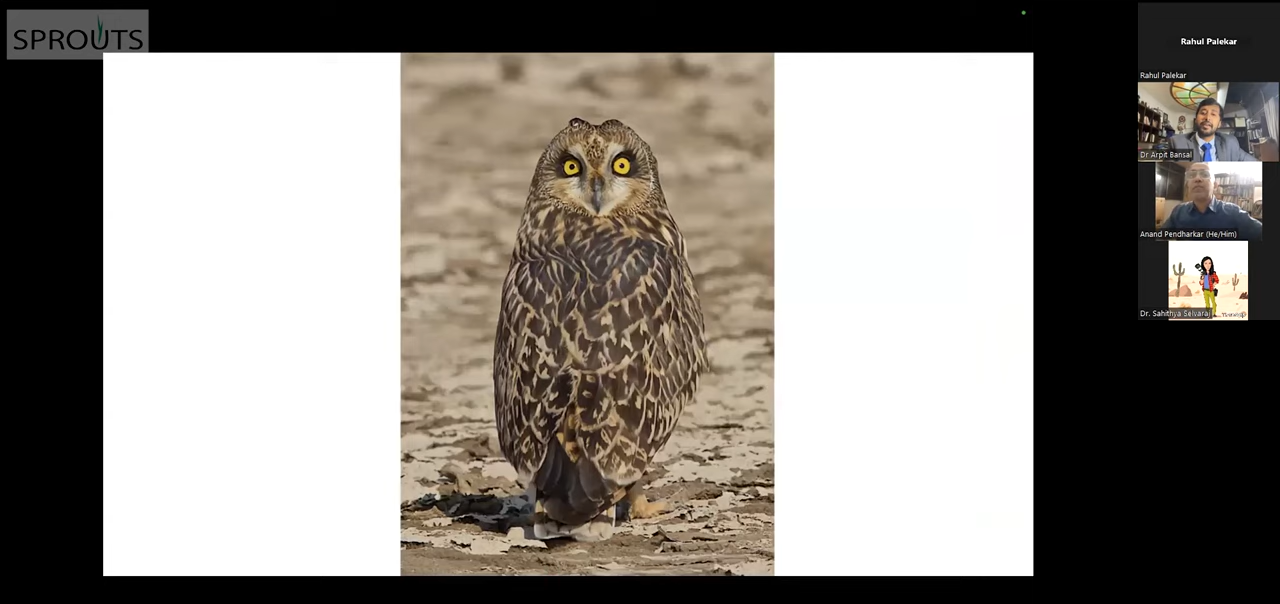 SPROUTS
Rahul Palekar
Rahul Palekar
Dr Arpit Bansal
Anand Pendharkar (He/Him)
Dr. Sahithya Selvaraj